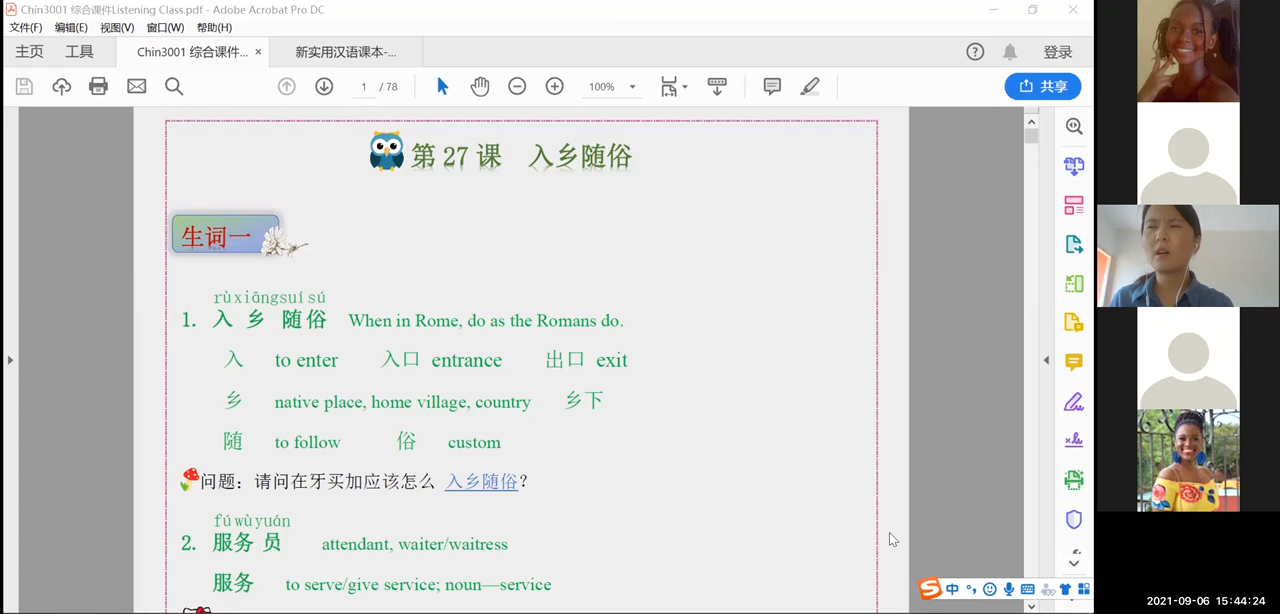 Chin3001 综合课件Listening Class.pdf - Adobe Acrobat Pro DC
文件(F) 编辑(E) 视图(V) 窗口(W) 帮助(H)
主页 工具 Chin3001 综合课件... × 新实用汉语课本-... 登录
1 / 78 100% 共享
第 27 课 入乡随俗
生词一
rùxiāngsuísú
1. 入 乡 随俗 When in Rome, do as the Romans do.
入 to enter 入口 entrance 出口 exit
乡 native place, home village, country 乡下
随 to follow 俗 custom
问题：请问在牙买加应该怎么 入乡随俗？
fúwùyuán
2. 服务 员 attendant, waiter/waitress
服务 to serve/give service; noun—service
中
2021-09-06 15:44:24